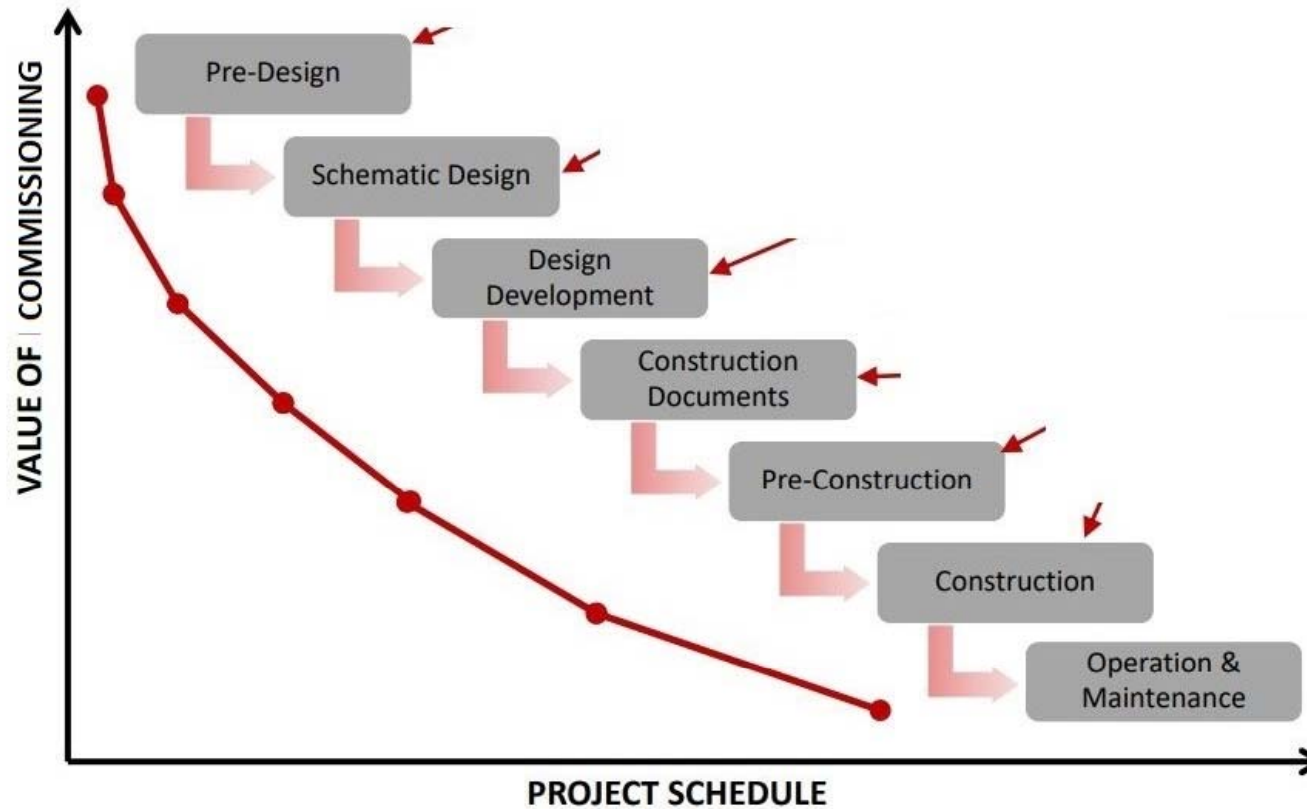 VALUE OF COMMISSIONING
Pre-Design
Schematic Design
Design
Development
Construction
Documents
Pre-Construction
Construction
Operation &
Maintenance
PROJECT SCHEDULE